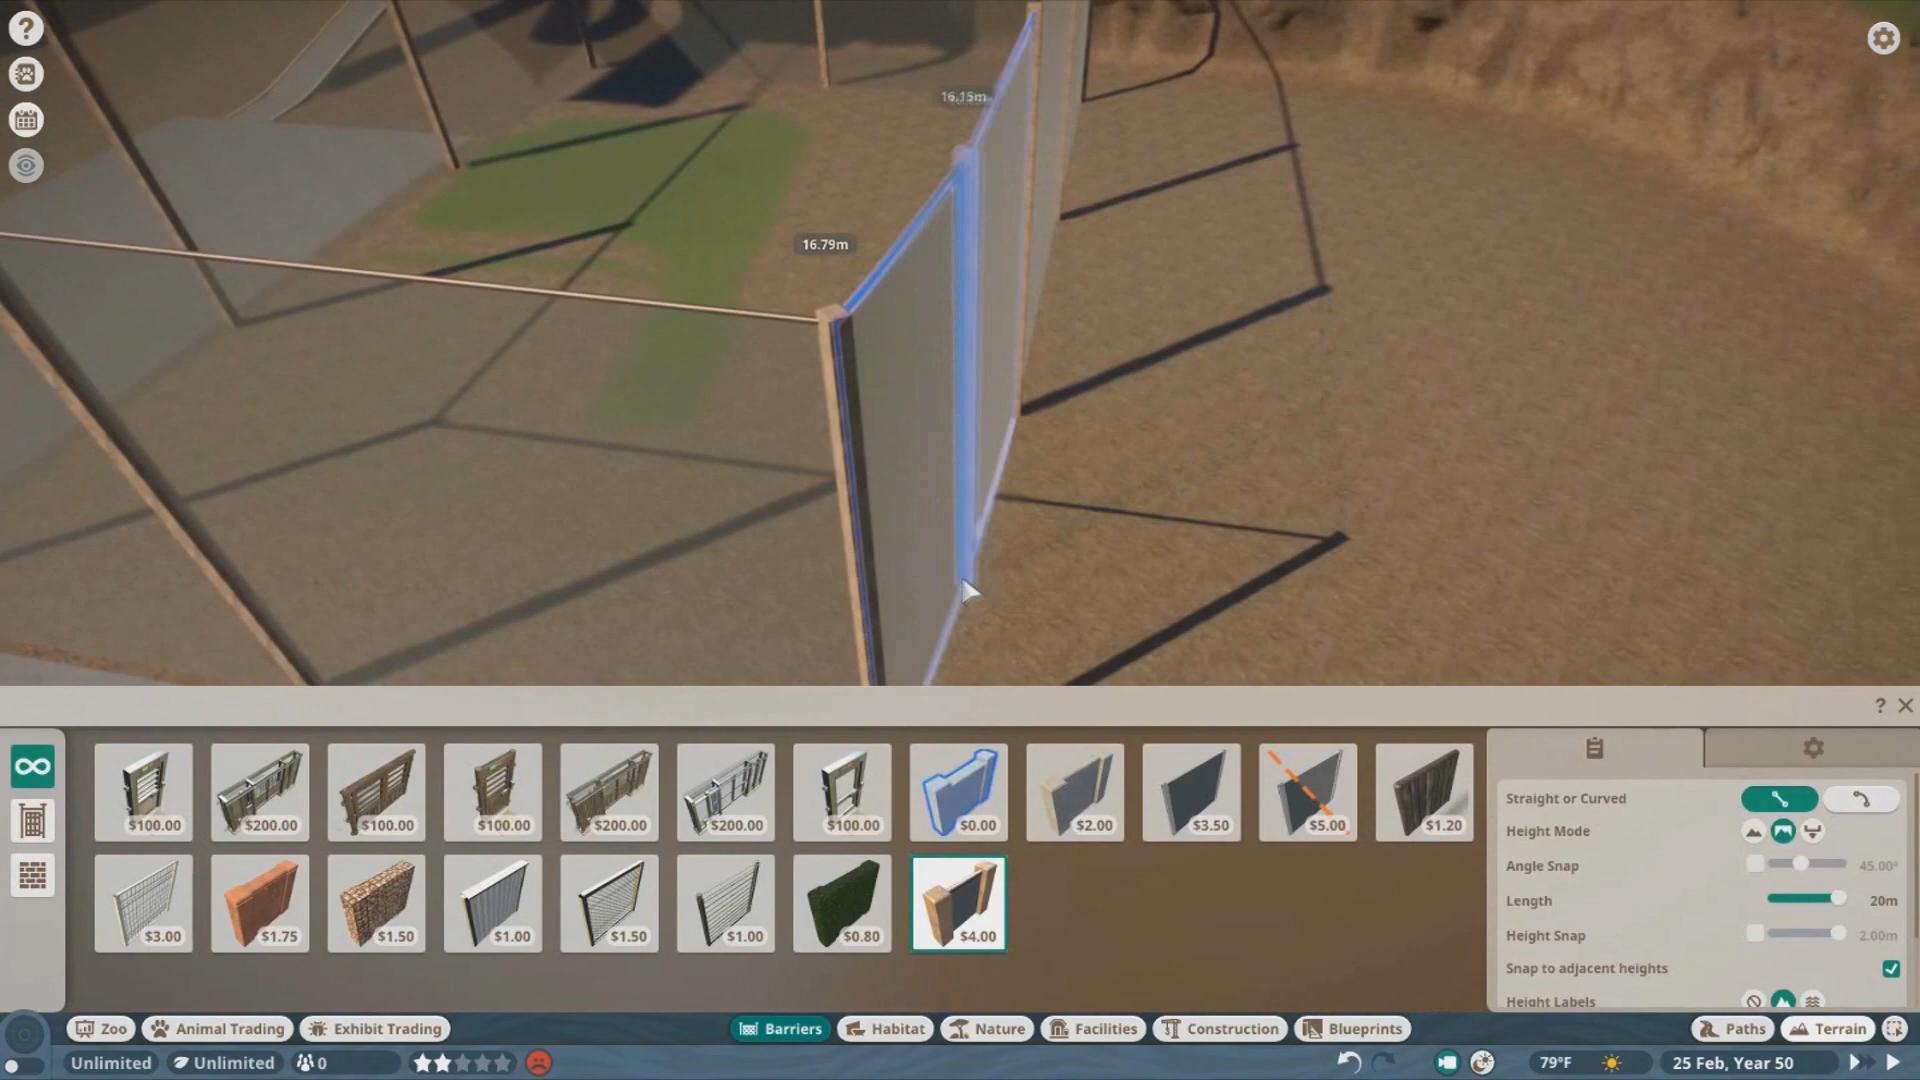 ?
16.15m
16.79m
?
$100.00 $200.00 $100.00 $100.00 $200.00 $200.00 $100.00 $0.00 $2.00 $3.50 $5.00 $1.20
$3.00 $1.75 $1.50 $1.00 $1.50 $1.00 $0.80 $4.00
Straight or Curved
Height Mode
Angle Snap 45.00°
Length 20m
Height Snap 2.00m
Snap to adjacent heights
Height Labels
Zoo Animal Trading Exhibit Trading Barriers Habitat Nature Facilities Construction Blueprints Paths Terrain
Unlimited Unlimited 0 79°F 25 Feb, Year 50